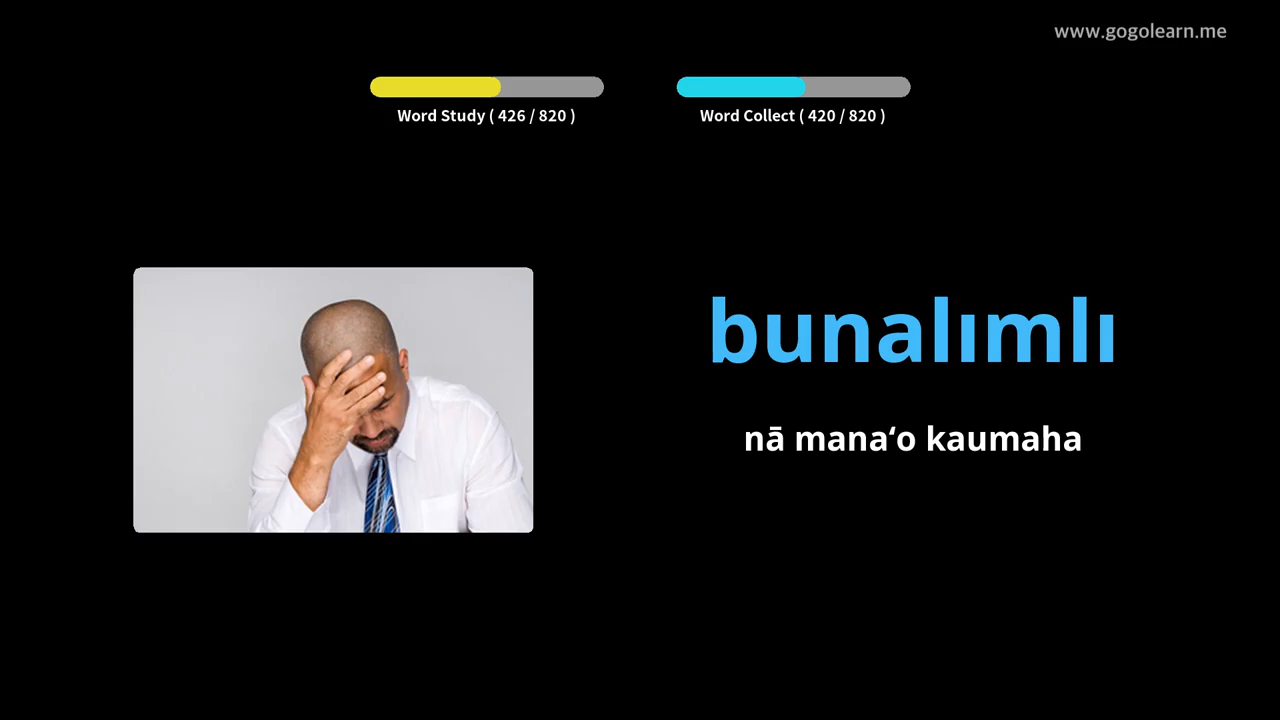 www.gogolearn.me
Word Study ( 426 / 820 )
Word Collect ( 420 / 820 )
bunalımlı
nā manaʻo kaumaha